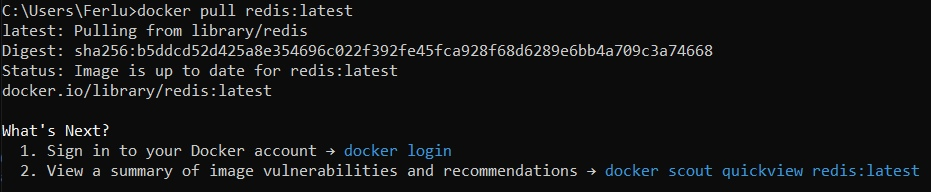 C:\Users\Ferlu>docker pull redis:latest
latest: Pulling from library/redis
Digest: sha256:b5ddcd52d425a8e354696c022f392fe45fca928f68d6289e6bb4a709c3a74668
Status: Image is up to date for redis:latest
docker.io/library/redis:latest
What's Next?
1. Sign in to your Docker account → docker login
2. View a summary of image vulnerabilities and recommendations → docker scout quickview redis:latest